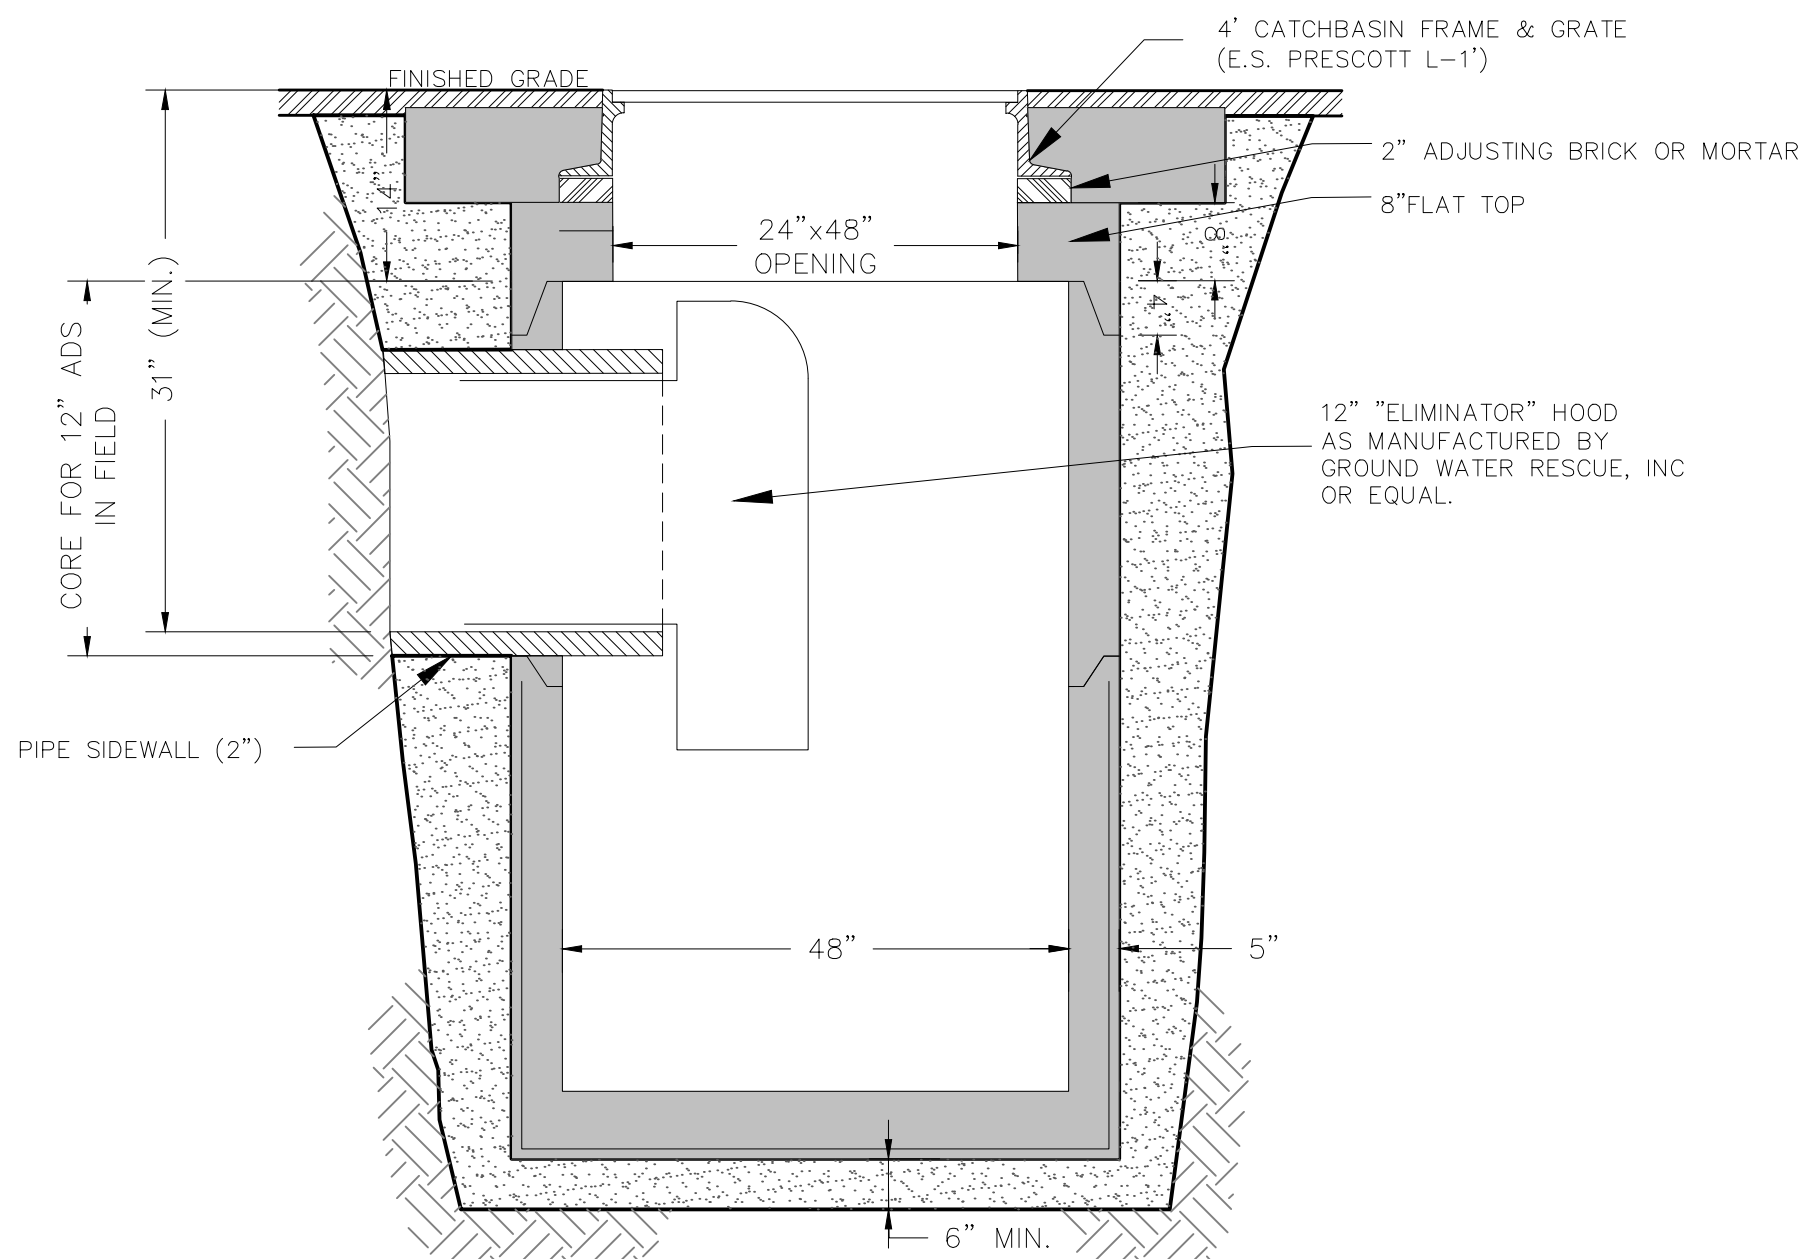 4' CATCHBASIN FRAME & GRATE
(E.S. PRESCOTT L-1')
FINISHED GRADE
2" ADJUSTING BRICK OR MORTAR
8"FLAT TOP
14"
24"x48"
OPENING
8"
4"
31" (MIN.)
CORE FOR 12" ADS
IN FIELD
12" "ELIMINATOR" HOOD
AS MANUFACTURED BY
GROUND WATER RESCUE, INC
OR EQUAL.
PIPE SIDEWALL (2")
48"
5"
6" MIN.